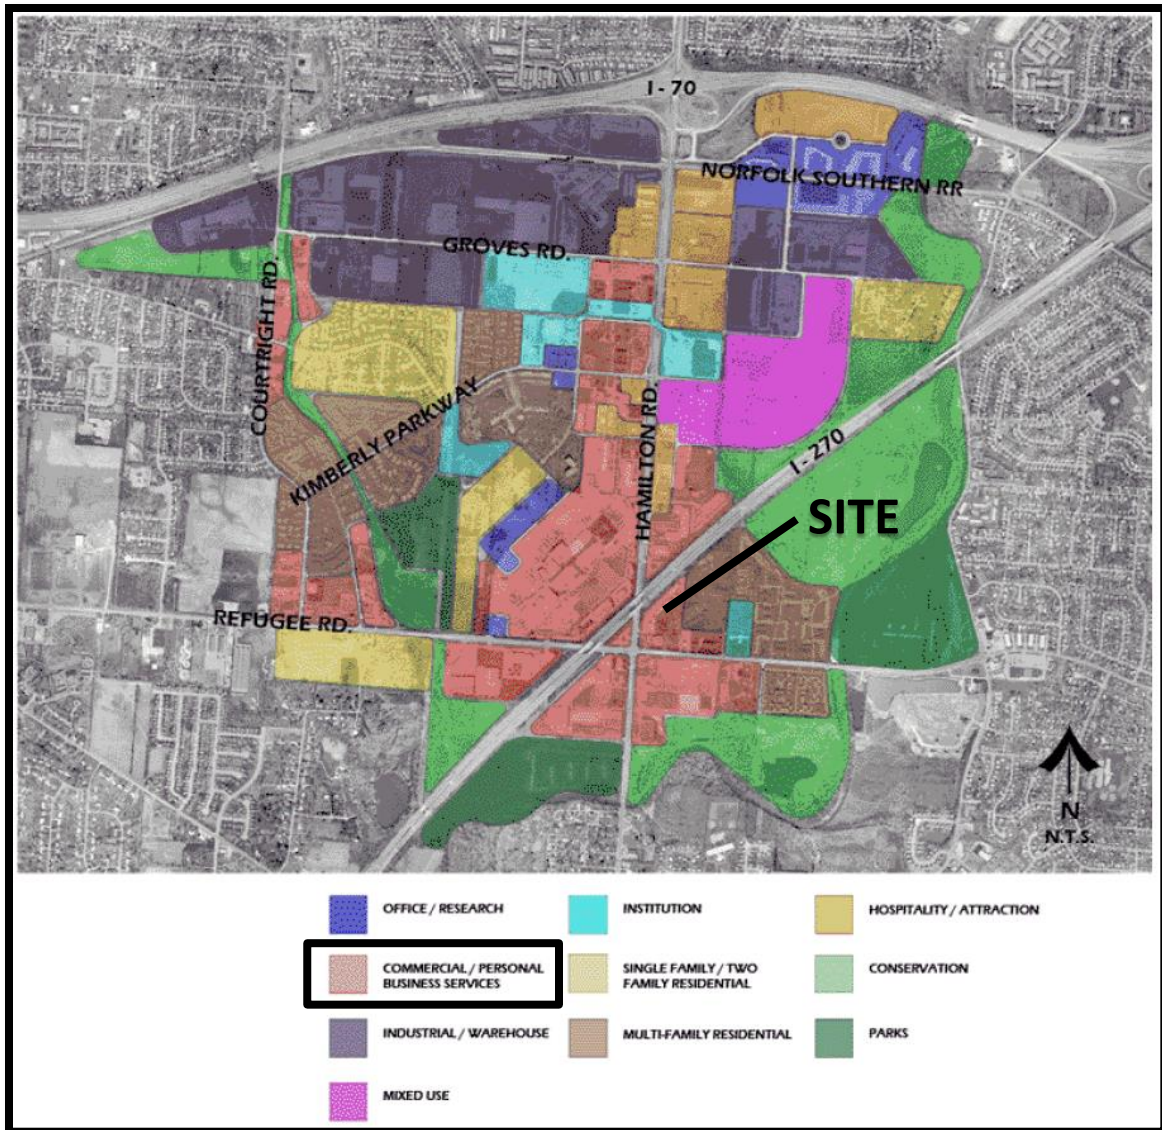 I - 70
NORFOLK SOUTHERN RR
GROVES RD.
COURTRIGHT RD.
KIMBERLY PARKWAY
HAMILTON RD.
I - 270
SITE
REFUGEE RD.
N
N.T.S.
OFFICE / RESEARCH
INSTITUTION
HOSPITALITY / ATTRACTION
COMMERCIAL / PERSONAL
BUSINESS SERVICES
SINGLE FAMILY / TWO
FAMILY RESIDENTIAL
CONSERVATION
INDUSTRIAL / WAREHOUSE
MULTI-FAMILY RESIDENTIAL
PARKS
MIXED USE